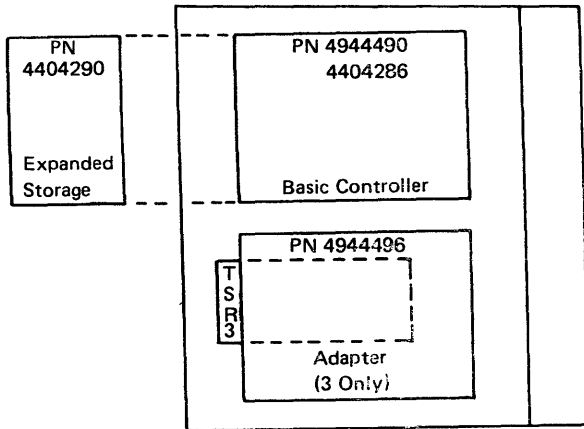 PN
4404290
Expanded
Storage
PN 4944490
4404286
Basic Controller
PN 4944496
T
S
R
3
Adapter
(3 Only)